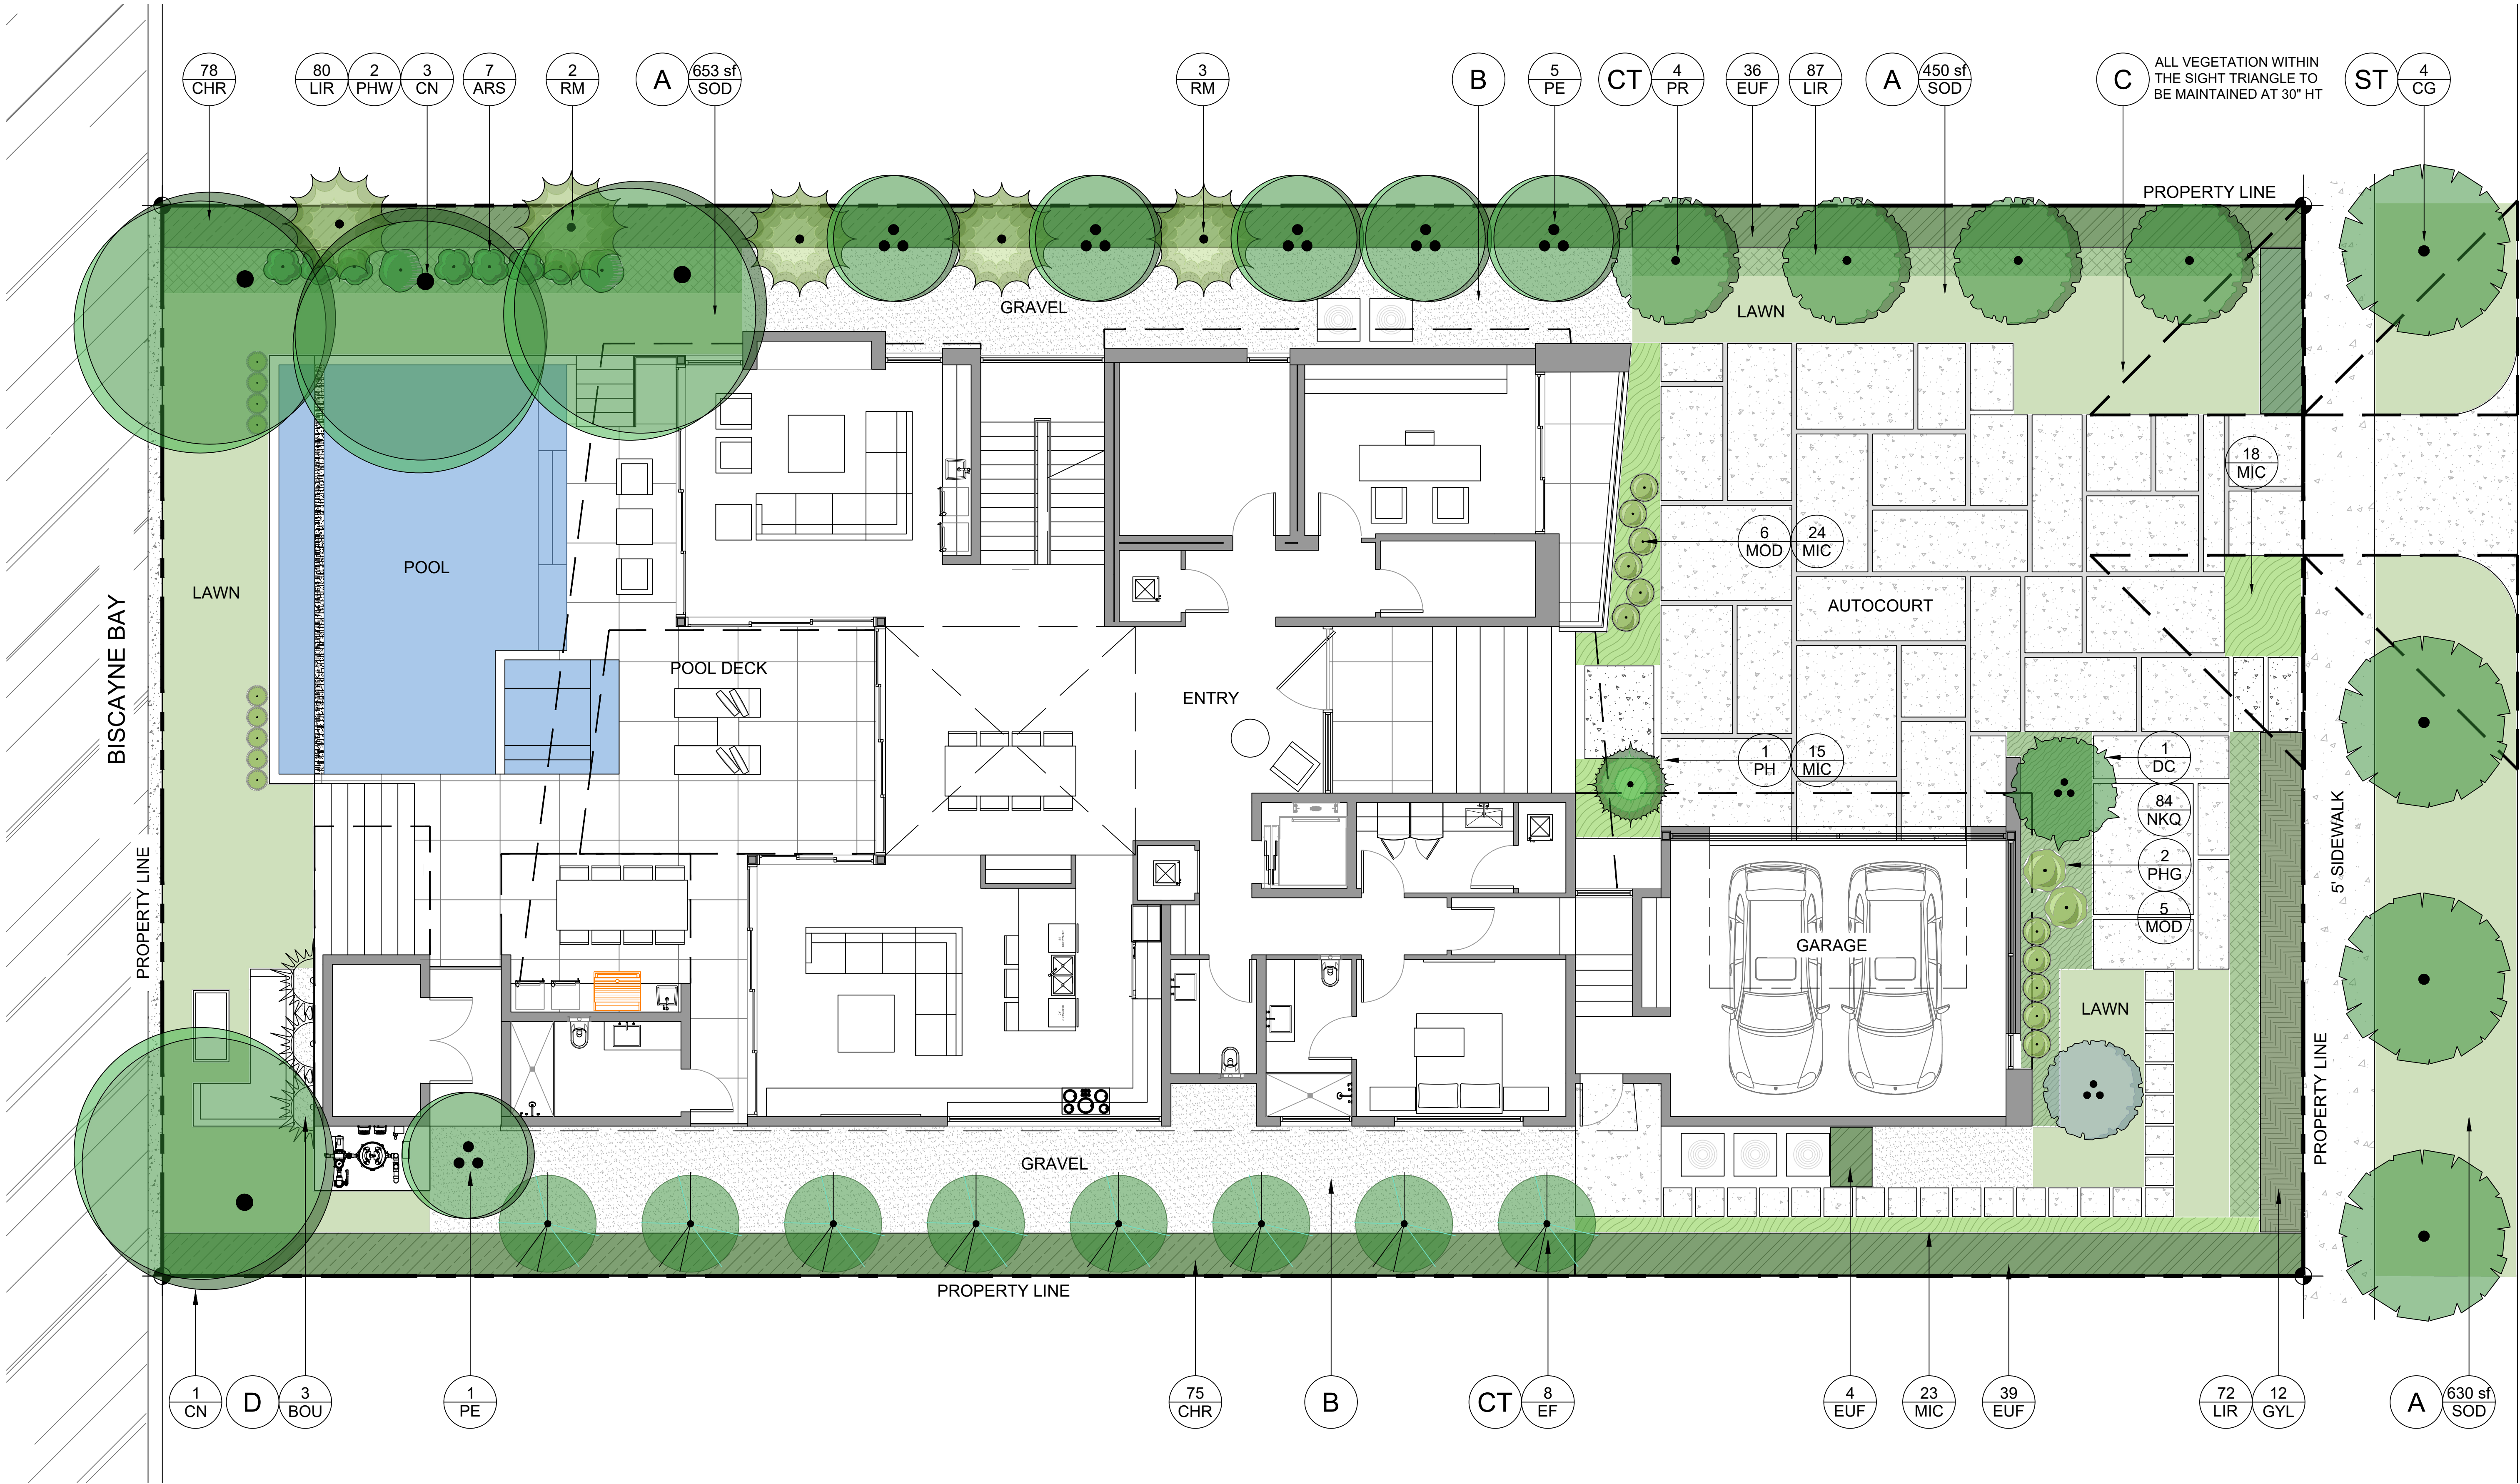 78
CHR
80
LIR
2
PHW
3
CN
7
ARS
2
RM
A
653 sf
SOD
3
RM
B
5
PE
CT
4
PR
36
EUF
87
LIR
A
450 sf
SOD
C
ALL VEGETATION WITHIN
THE SIGHT TRIANGLE TO
BE MAINTAINED AT 30" HT
ST
4
CG
PROPERTY LINE
GRAVEL
LAWN
18
MIC
6
MOD
24
MIC
POOL
LAWN
AUTOCOURT
BISCAYNE BAY
POOL DECK
ENTRY
1
PH
15
MIC
1
DC
84
NKQ
2
PHG
5
MOD
5' SIDEWALK
PROPERTY LINE
GARAGE
LAWN
PROPERTY LINE
GRAVEL
PROPERTY LINE
1
CN
D
3
BOU
1
PE
75
CHR
B
CT
8
EF
4
EUF
23
MIC
39
EUF
72
LIR
12
GYL
A
630 sf
SOD